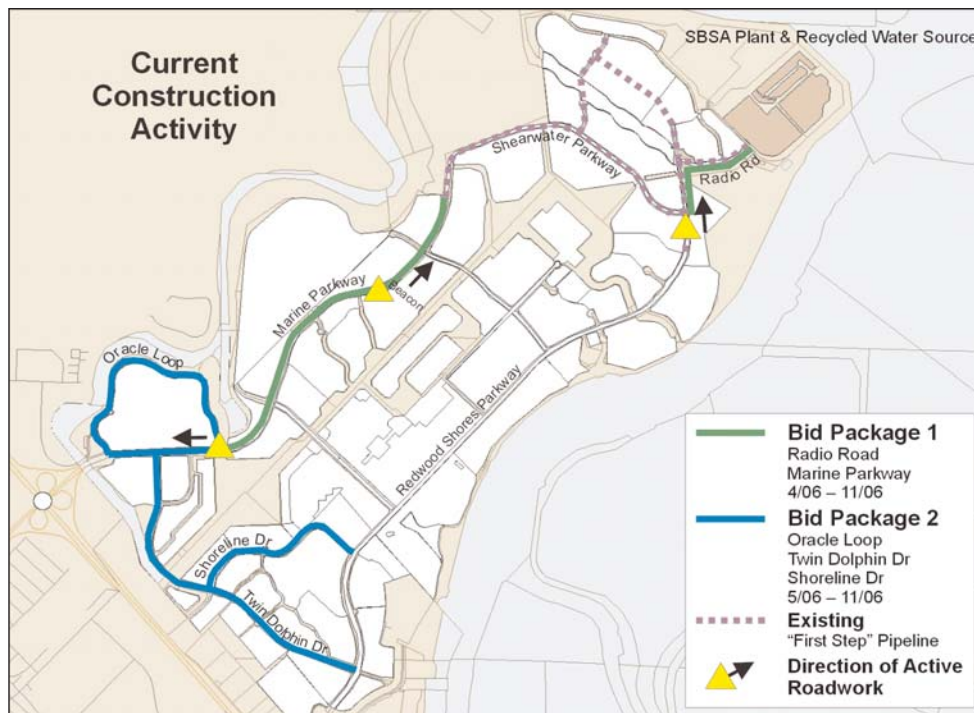 Current
Construction
Activity
SBSA Plant & Recycled Water Source
Shearwater Parkway
Radio Rd
Marine Parkway
Beacon
Oracle Loop
Redwood Shores Parkway
Shoreline Dr
Twin Dolphin Dr
Bid Package 1
Radio Road
Marine Parkway
4/06 – 11/06
Bid Package 2
Oracle Loop
Twin Dolphin Dr
Shoreline Dr
5/06 – 11/06
Existing
“First Step” Pipeline
Direction of Active
Roadwork